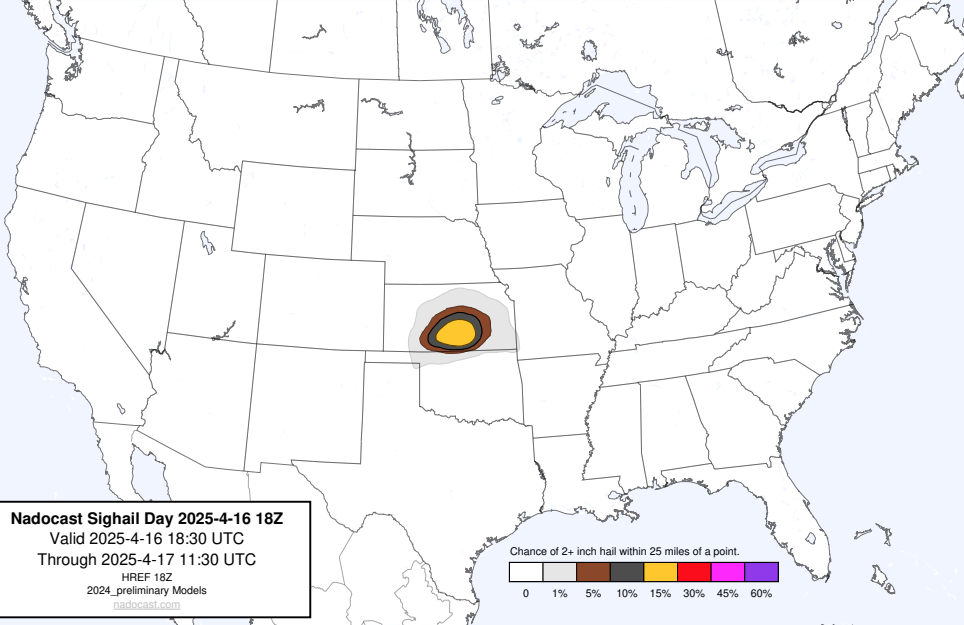 Nadocast Sighail Day 2025-4-16 18Z
Valid 2025-4-16 18:30 UTC
Through 2025-4-17 11:30 UTC
HREF 18Z
2024_preliminary Models
nadocast.com
Chance of 2+ inch hail within 25 miles of a point.
0 1% 5% 10% 15% 30% 45% 60%